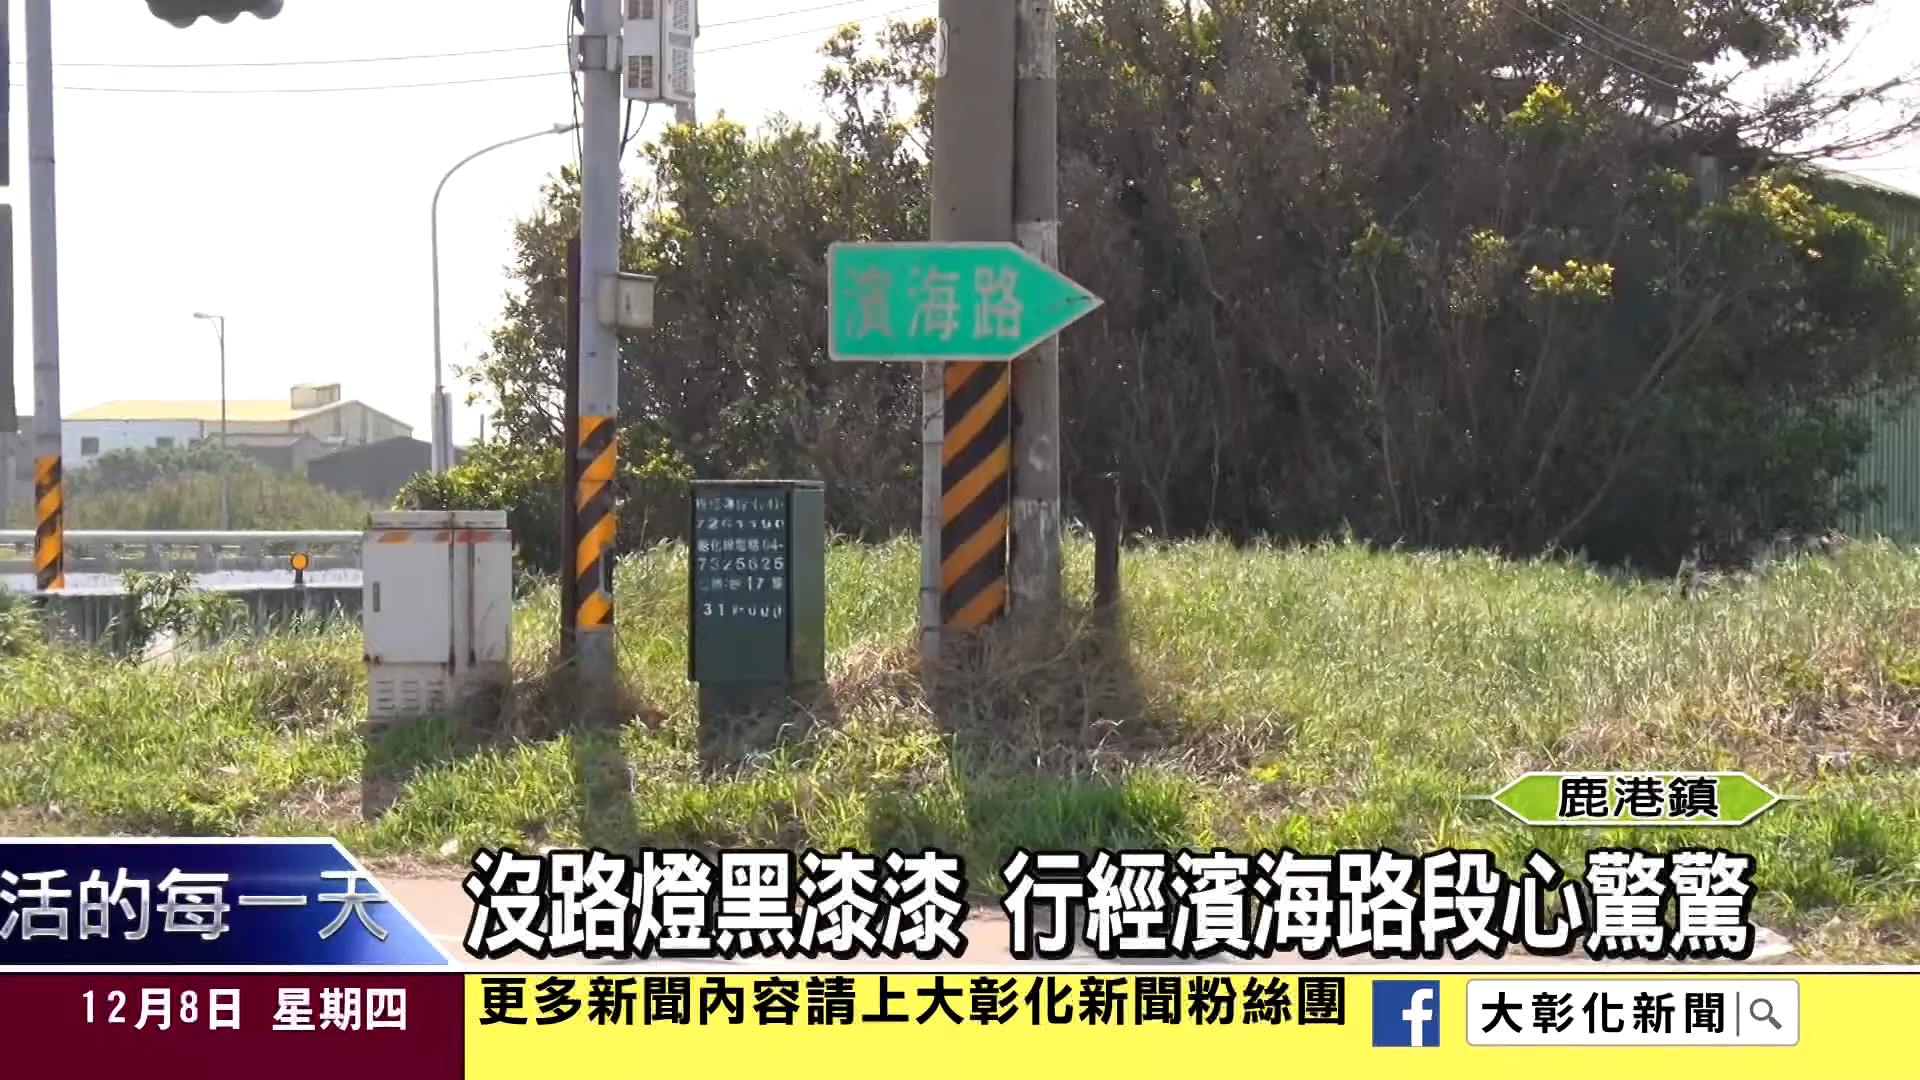 濱海路
7325625
鹿港鎮
活的每一天
沒路燈黑漆漆 行經濱海路段心驚驚
12月8日 星期四
更多新聞內容請上大彰化新聞粉絲團
f 大彰化新聞